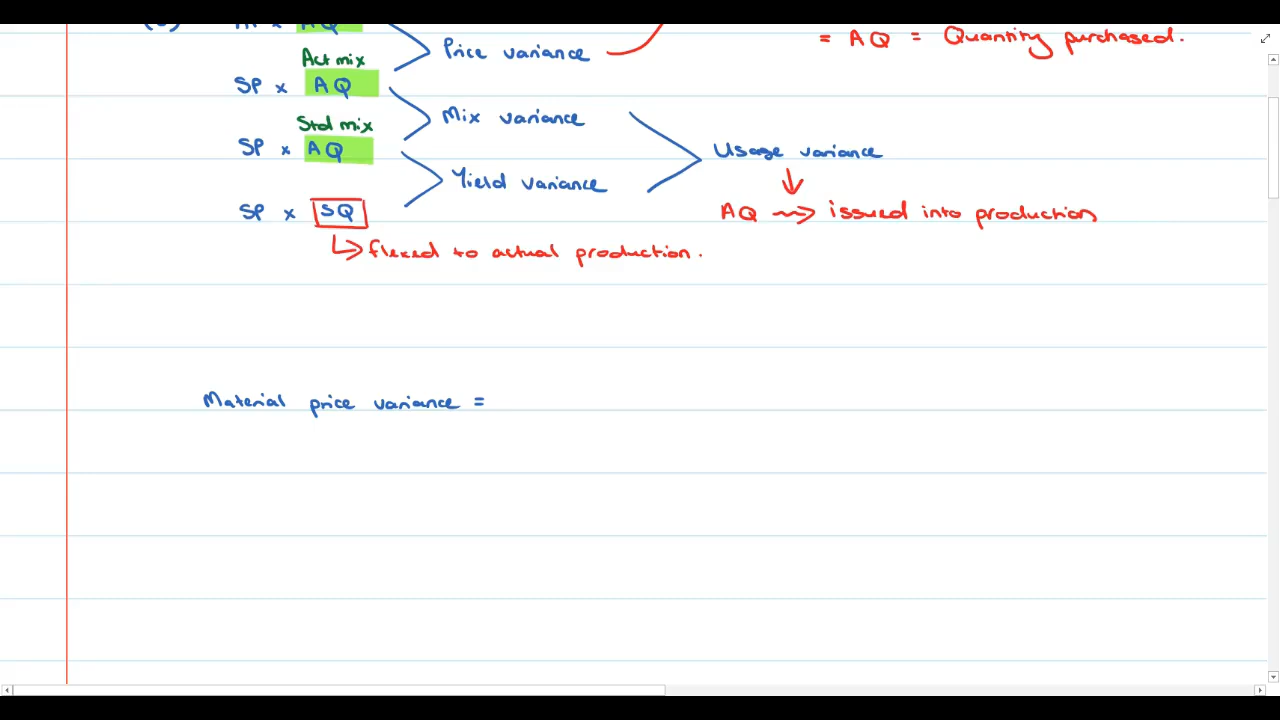 = AQ = Quantity purchased.
Price variance
Act mix
SP x AQ
Mix variance
Std mix
SP x AQ
Usage variance
Yield variance
SP x SQ
AQ → issued into production
→ flexed to actual production.
Material price variance =